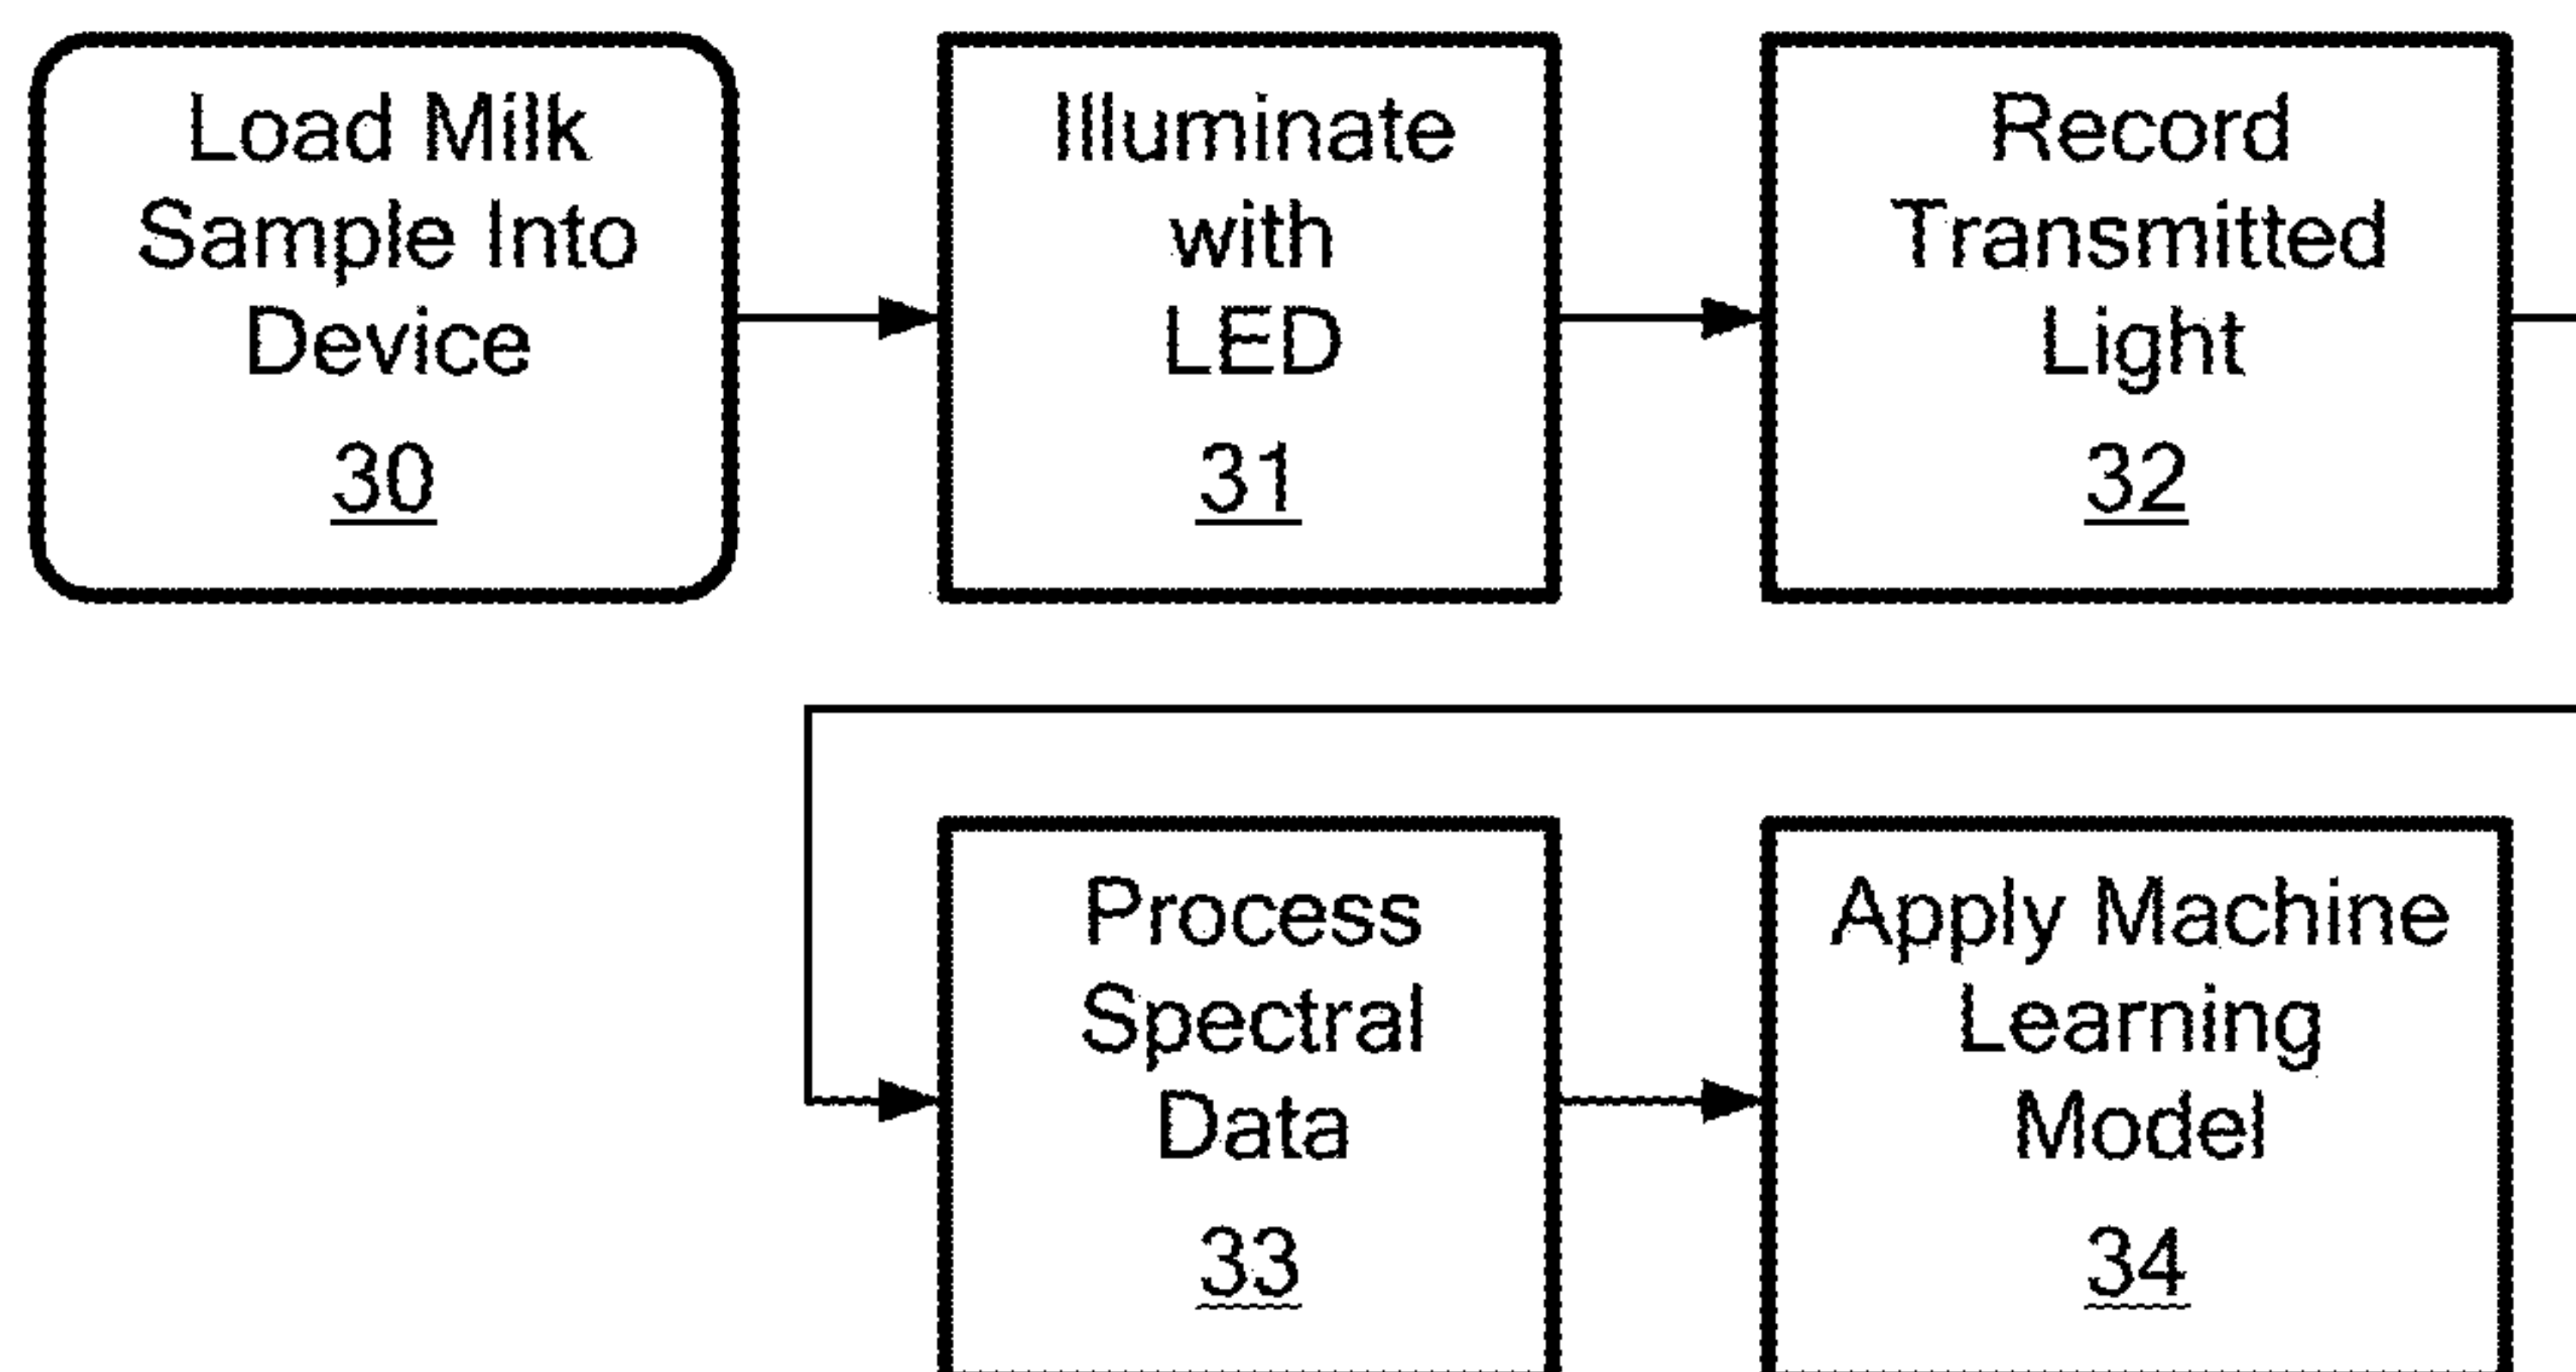 Load Milk
Sample Into
Device
30
Illuminate
with
LED
31
Record
Transmitted
Light
32
Process
Spectral
Data
33
Apply Machine
Learning
Model
34